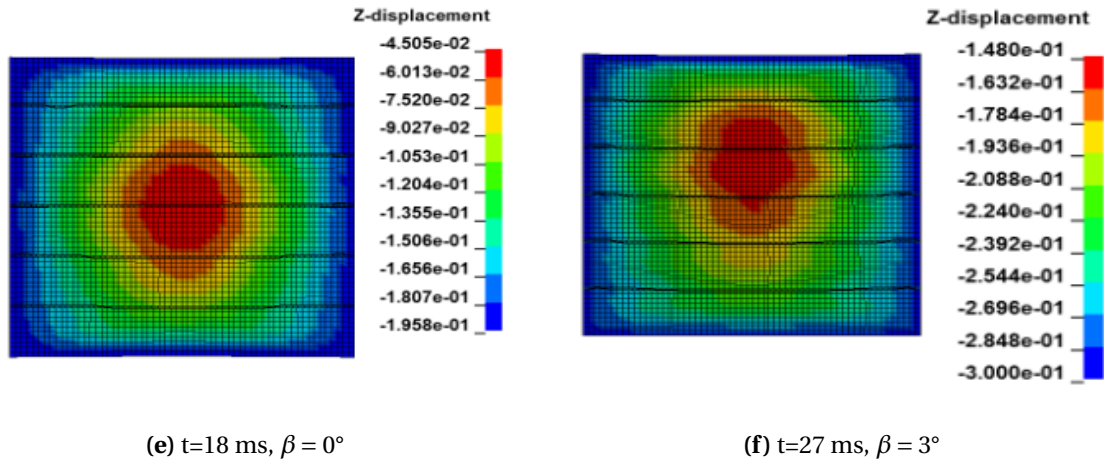 Z-displacement
-4.505e-02
-6.013e-02
-7.520e-02
-9.027e-02
-1.053e-01
-1.204e-01
-1.355e-01
-1.506e-01
-1.656e-01
-1.807e-01
-1.958e-01
Z-displacement
-1.480e-01
-1.632e-01
-1.784e-01
-1.936e-01
-2.088e-01
-2.240e-01
-2.392e-01
-2.544e-01
-2.696e-01
-2.848e-01
-3.000e-01
(e) t=18 ms, β = 0°
(f) t=27 ms, β = 3°